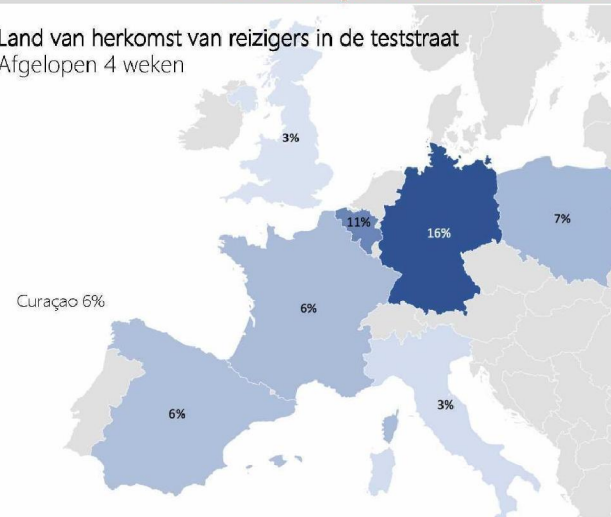 Land van herkomst van reizigers in de teststraat
Afgelopen 4 weken
3%
11%
16%
7%
Curaçao 6%
6%
6%
3%